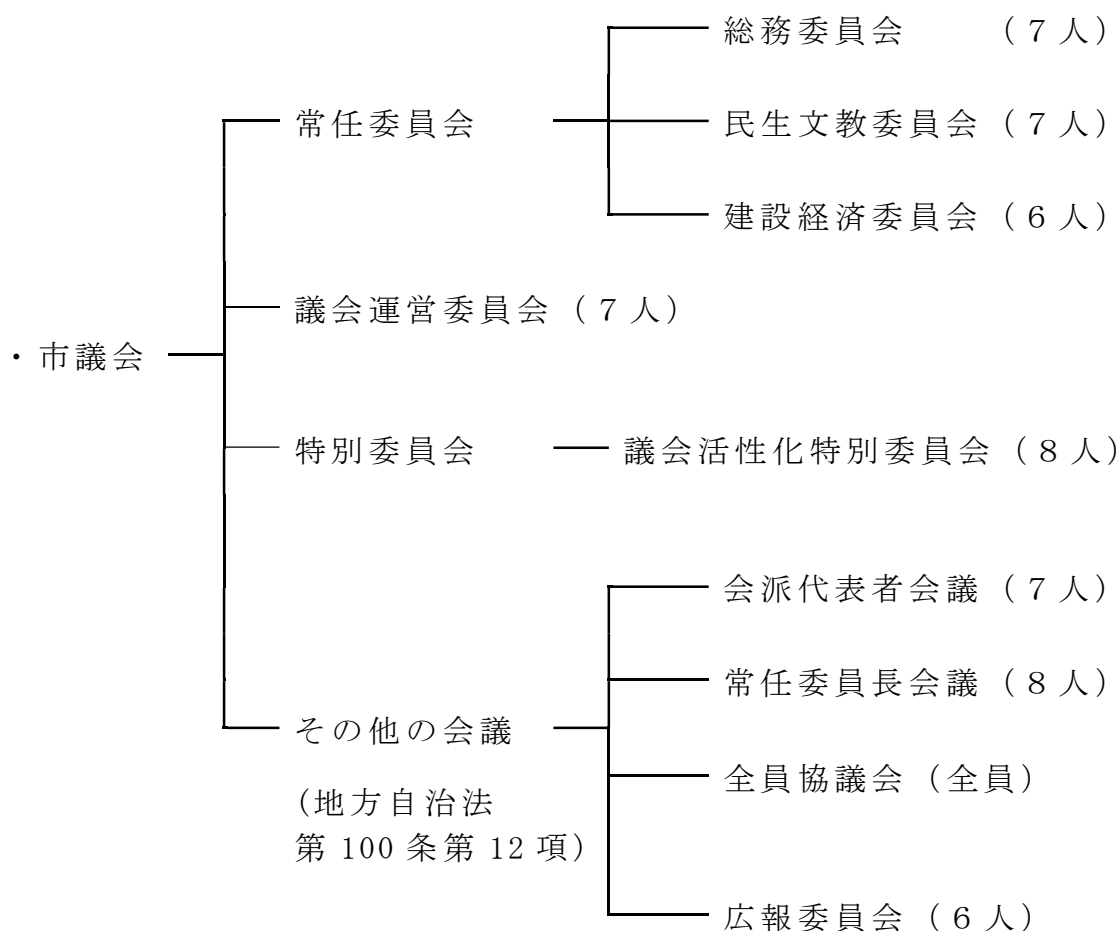 総務委員会 （７人）
常任委員会
民生文教委員会（７人）
建設経済委員会（６人）
議会運営委員会（７人）
・市議会
特別委員会
議会活性化特別委員会（８人）
会派代表者会議（７人）
常任委員長会議（８人）
その他の会議
全員協議会（全員）
(地方自治法
第 100 条第 12 項)
広報委員会（６人）